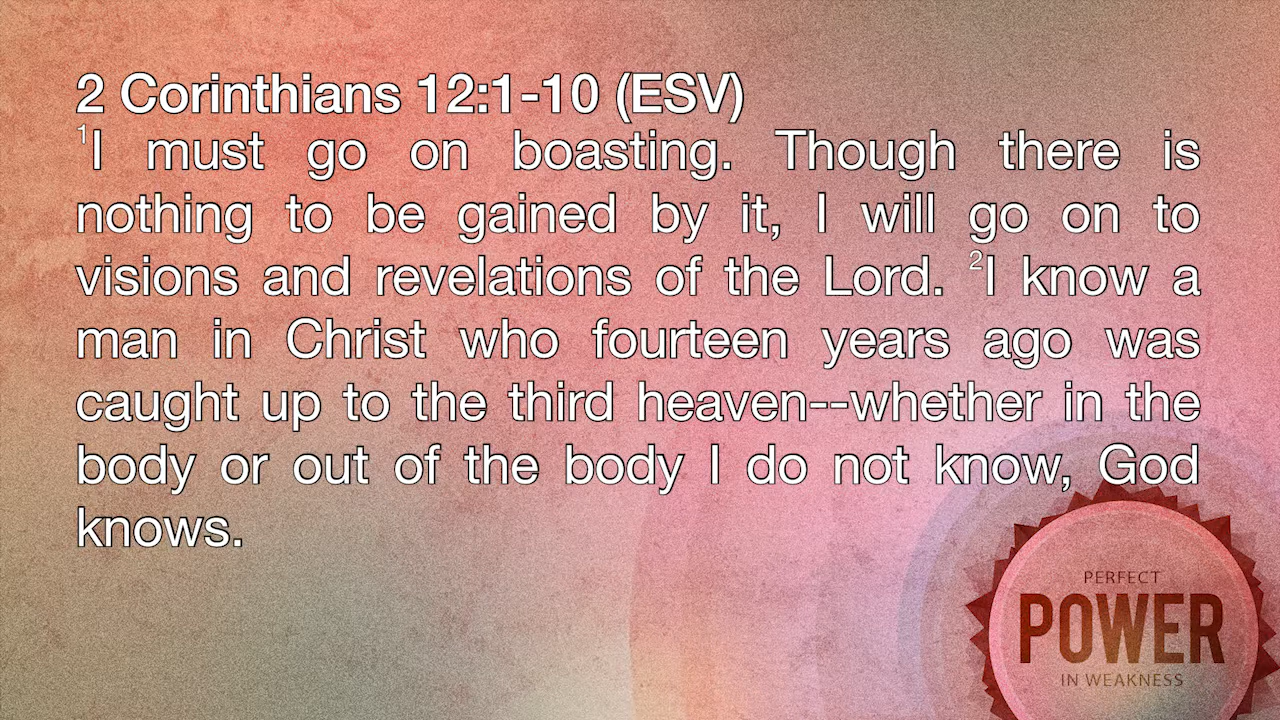 2 Corinthians 12:1-10 (ESV)
1I must go on boasting. Though there is
nothing to be gained by it, I will go on to
visions and revelations of the Lord. 2I know a
man in Christ who fourteen years ago was
caught up to the third heaven--whether in the
body or out of the body I do not know, God
knows.
PERFECT
POWER
IN WEAKNESS